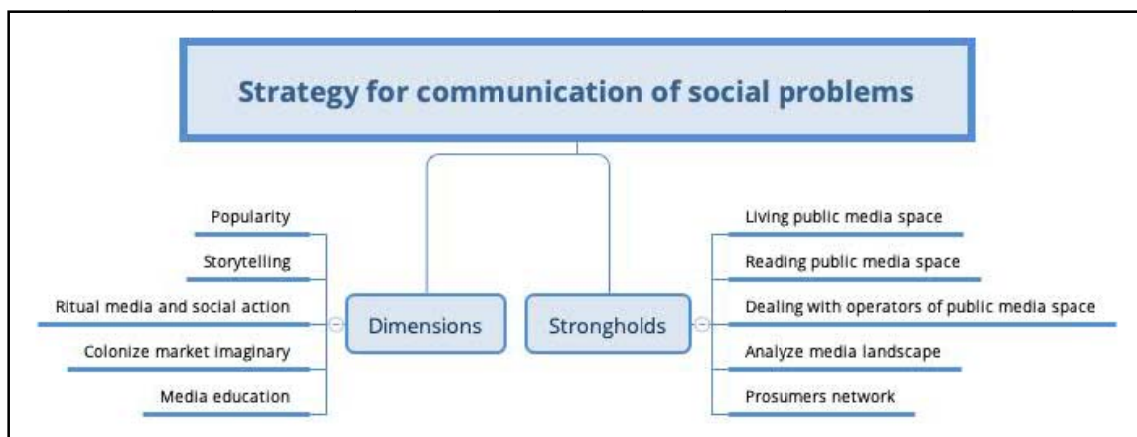 Strategy for communication of social problems
Popularity
Storytelling
Ritual media and social action
Colonize market imaginary
Media education
Dimensions
Strongholds
Living public media space
Reading public media space
Dealing with operators of public media space
Analyze media landscape
Prosumers network